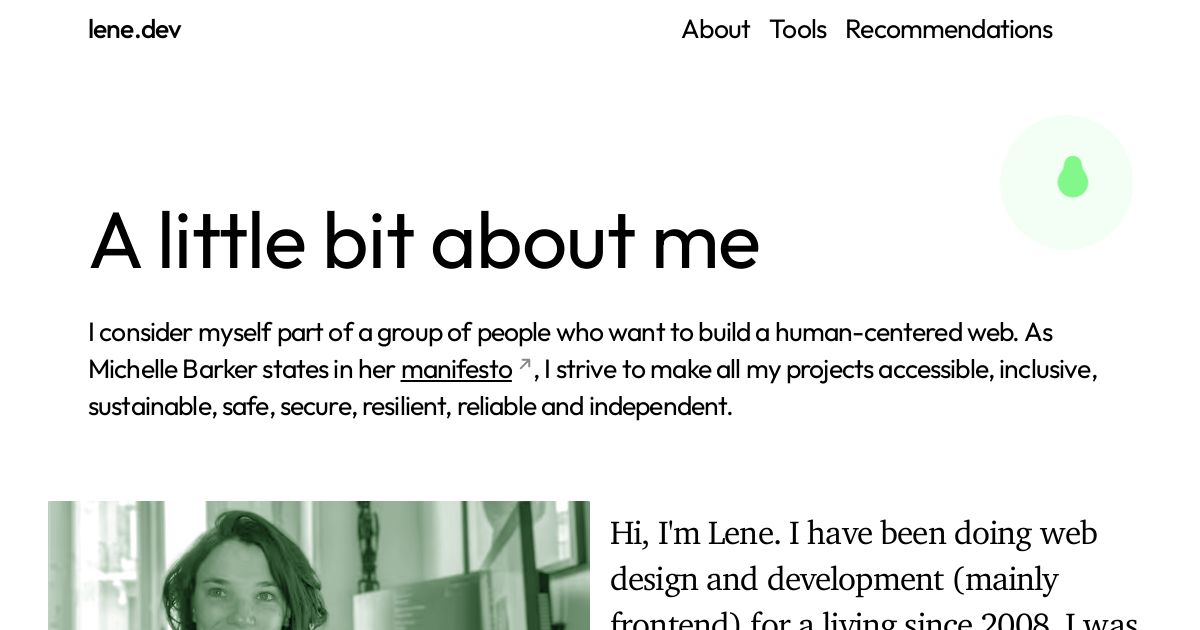 lene.dev
About Tools Recommendations
A little bit about me
I consider myself part of a group of people who want to build a human-centered web. As
Michelle Barker states in her manifesto ↗, I strive to make all my projects accessible, inclusive,
sustainable, safe, secure, resilient, reliable and independent.
Hi, I'm Lene. I have been doing web
design and development (mainly
frontend) for a living since 2008. I was